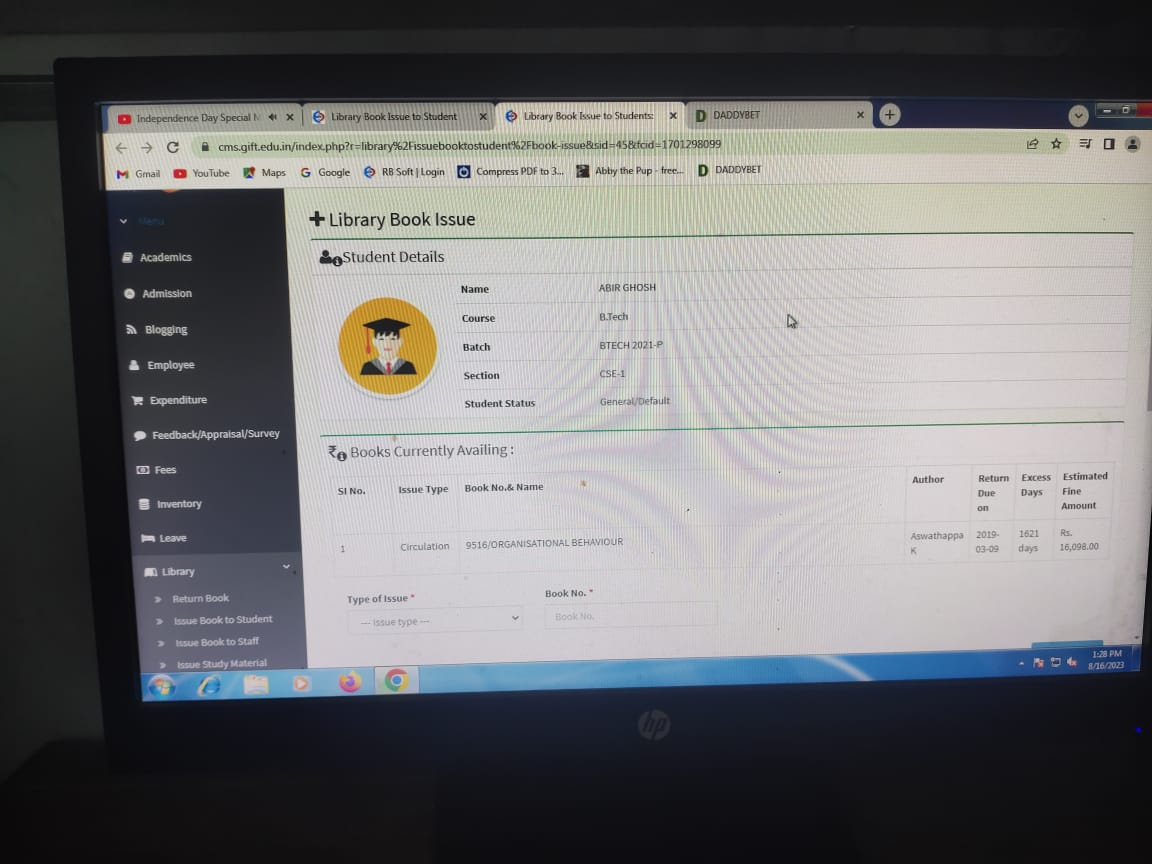 Independence Day Special M
Library Book Issue to Student
Library Book Issue to Students:
DADDYBET
cms.gift.edu.in/index.php?r=library%2Fissuebooktostudent%2Fbook-issue&sid=45&fcid=1701298099
Gmail
YouTube
Maps
Google
RB Soft | Login
Compress PDF to 3...
Abby the Pup - free...
DADDYBET
Menu
Academics
Admission
Blogging
Employee
Expenditure
Feedback/Appraisal/Survey
Fees
Inventory
Leave
Library
Return Book
Issue Book to Student
Issue Book to Staff
Issue Study Material
Library Book Issue
Student Details
Name ABIR GHOSH
Course B.Tech
Batch BTECH 2021-P
Section CSE-1
Student Status General/Default
₹ Books Currently Availing :
Sl No. Issue Type Book No.& Name Author Return Due on Excess Days Estimated Fine Amount
1 Circulation 9516/ORGANISATIONAL BEHAVIOUR Aswathappa K 2019-03-09 1621 days Rs. 16,098.00
Type of Issue * Book No. *
--- issue type --- Book No.
1:28 PM
8/16/2023
hp